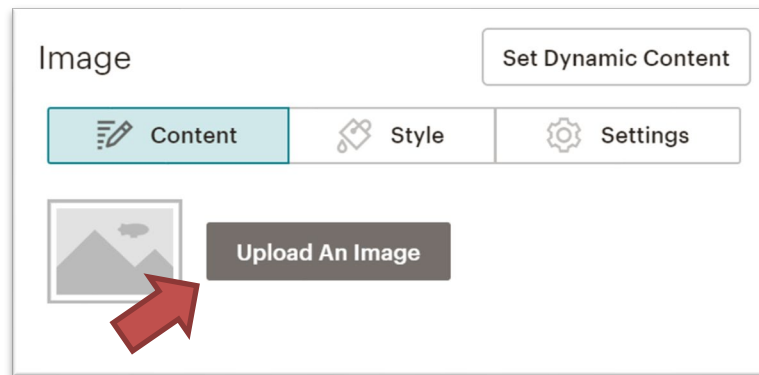 Image
Set Dynamic Content
Content
Style
Settings
Upload An Image